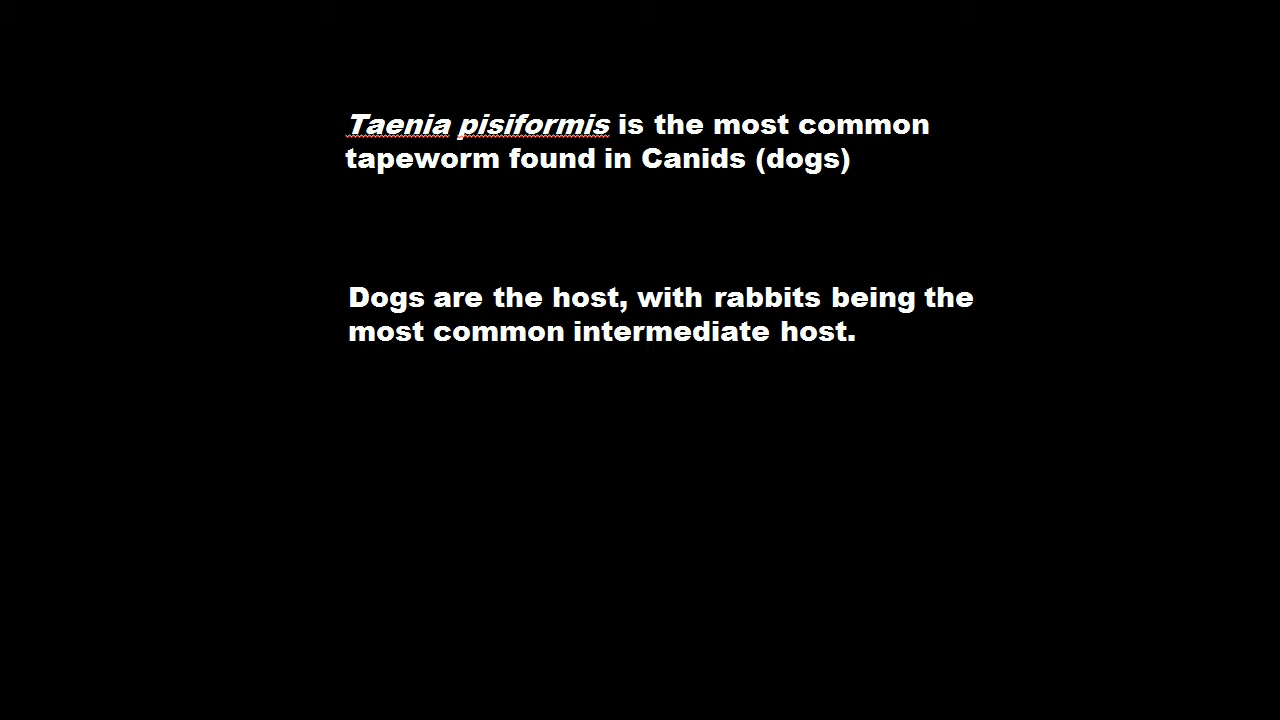 Taenia pisiformis is the most common
tapeworm found in Canids (dogs)
Dogs are the host, with rabbits being the
most common intermediate host.